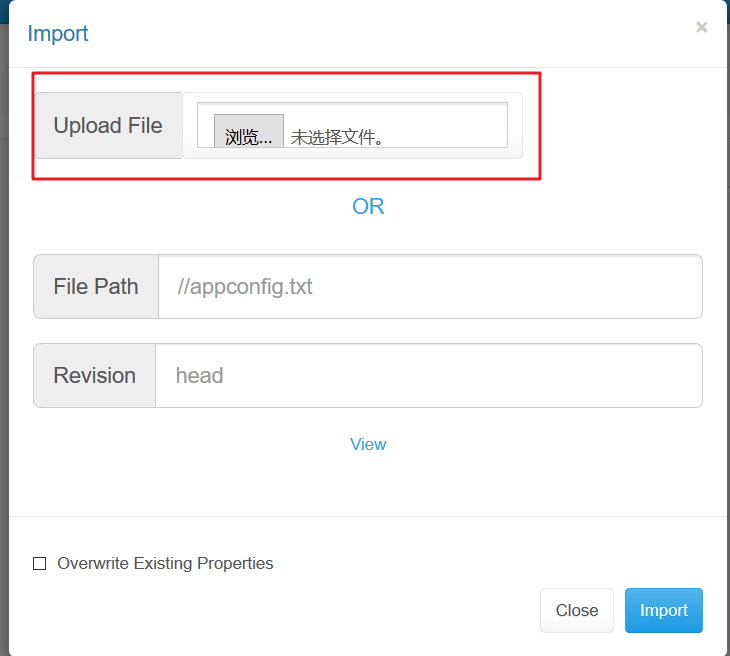 Import
×
Upload File 浏览... 未选择文件。
OR
File Path //appconfig.txt
Revision head
View
Overwrite Existing Properties
Close Import